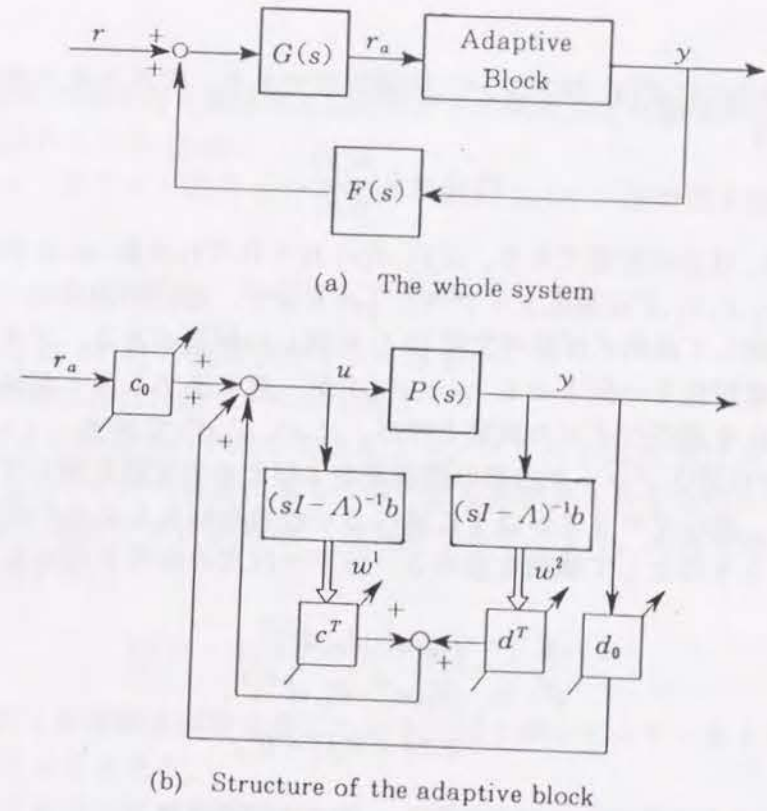 r + + G(s) r_a Adaptive Block y
F(s)
(a) The whole system
r_a c_0 + + + u P(s) y
(sI-Λ)^{-1}b (sI-Λ)^{-1}b
w^1 w^2
c^T + + d^T d_0
(b) Structure of the adaptive block